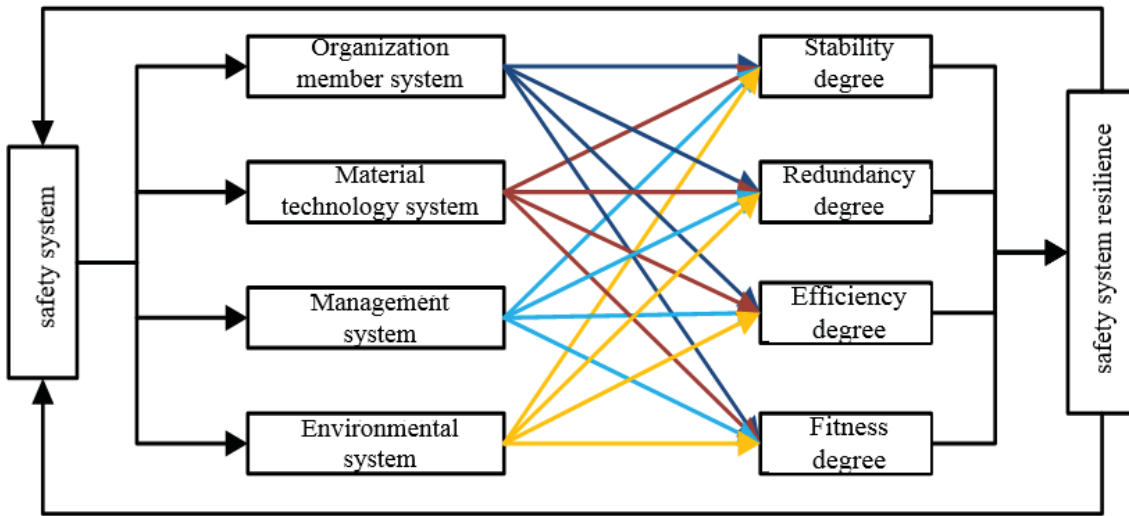 safety system
Organization
member system
Material
technology system
Management
system
Environmental
system
Stability
degree
Redundancy
degree
Efficiency
degree
Fitness
degree
safety system resilience